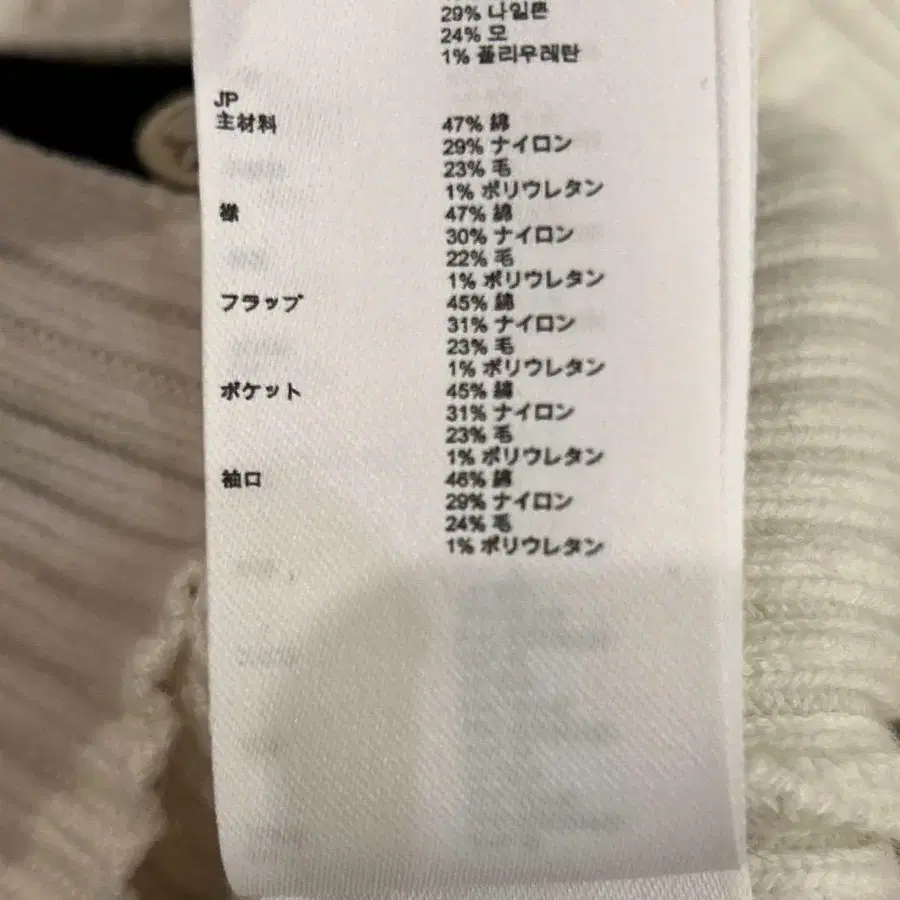 29% 나일론
24% 모
1% 폴리우레탄
JP
主材料 47% 綿
29% ナイロン
23% 毛
1% ポリウレタン
襟 47% 綿
30% ナイロン
22% 毛
1% ポリウレタン
フラップ 45% 綿
31% ナイロン
23% 毛
1% ポリウレタン
ポケット 45% 綿
31% ナイロン
23% 毛
1% ポリウレタン
袖口 46% 綿
29% ナイロン
24% 毛
1% ポリウレタン